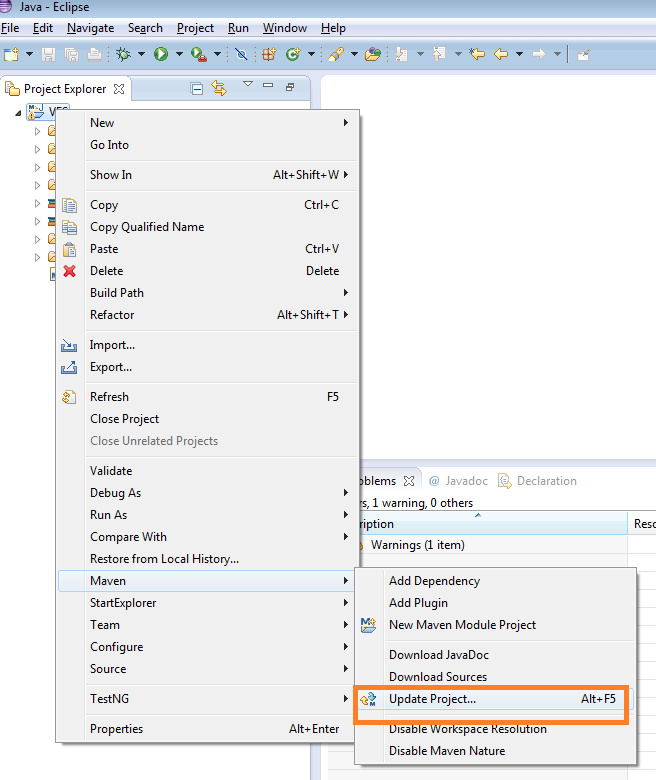 Java - Eclipse
File Edit Navigate Search Project Run Window Help
Project Explorer
New
Go Into
Show In Alt+Shift+W
Copy Ctrl+C
Copy Qualified Name
Paste Ctrl+V
Delete Delete
Build Path
Refactor Alt+Shift+T
Import...
Export...
Refresh F5
Close Project
Close Unrelated Projects
Validate
Debug As
Run As
Compare With
Restore from Local History...
Maven
StartExplorer
Team
Configure
Source
TestNG
Properties Alt+Enter
oblems @ Javadoc Declaration
rs, 1 warning, 0 others
ription Reso
Warnings (1 item)
Add Dependency
Add Plugin
New Maven Module Project
Download JavaDoc
Download Sources
Update Project... Alt+F5
Disable Workspace Resolution
Disable Maven Nature